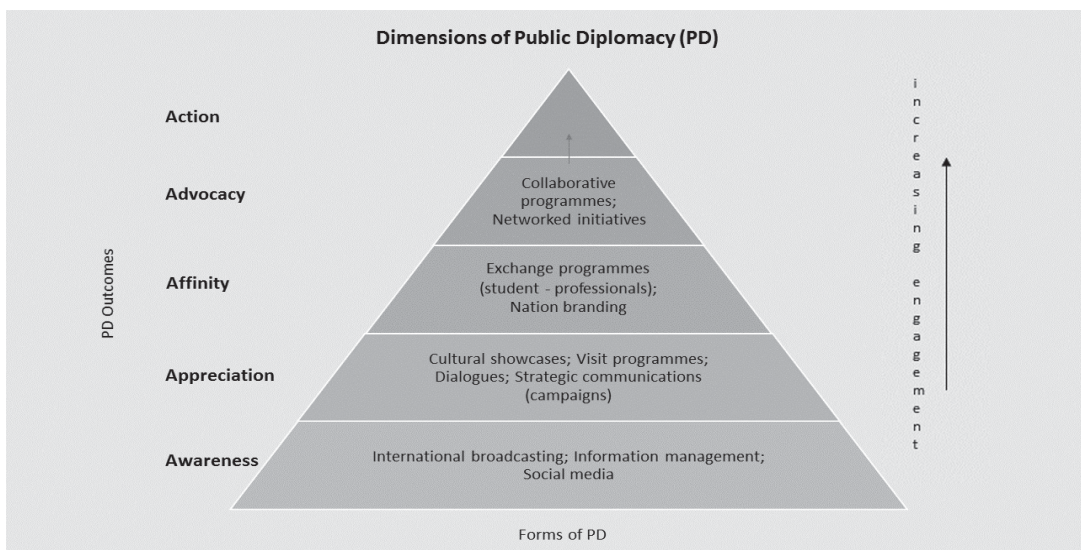 Dimensions of Public Diplomacy (PD)
Action
Advocacy
Collaborative
programmes;
Networked initiatives
Affinity
Exchange programmes
(student - professionals);
Nation branding
Appreciation
Cultural showcases; Visit programmes;
Dialogues; Strategic communications
(campaigns)
Awareness
International broadcasting; Information management;
Social media
PD Outcomes
Forms of PD
increasing engagement